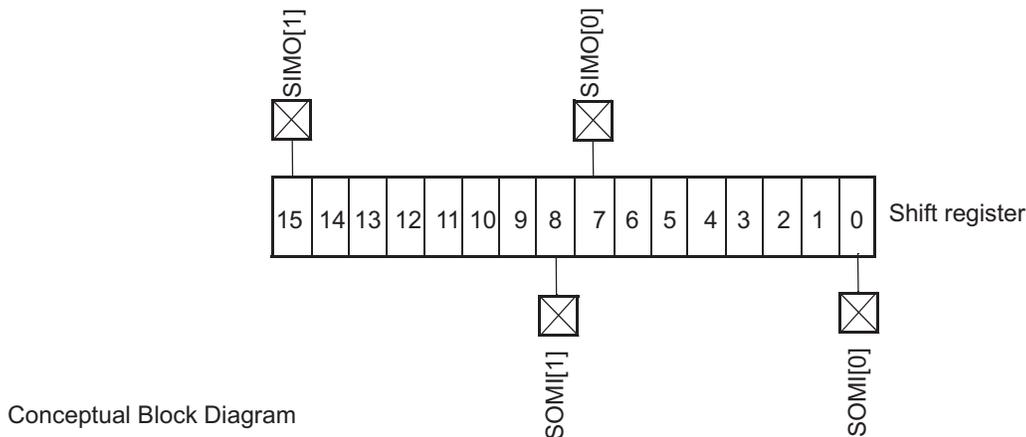 SIMO[1]
SIMO[0]
15 14 13 12 11 10 9 8 7 6 5 4 3 2 1 0
Shift register
SOMI[1]
SOMI[0]
Conceptual Block Diagram